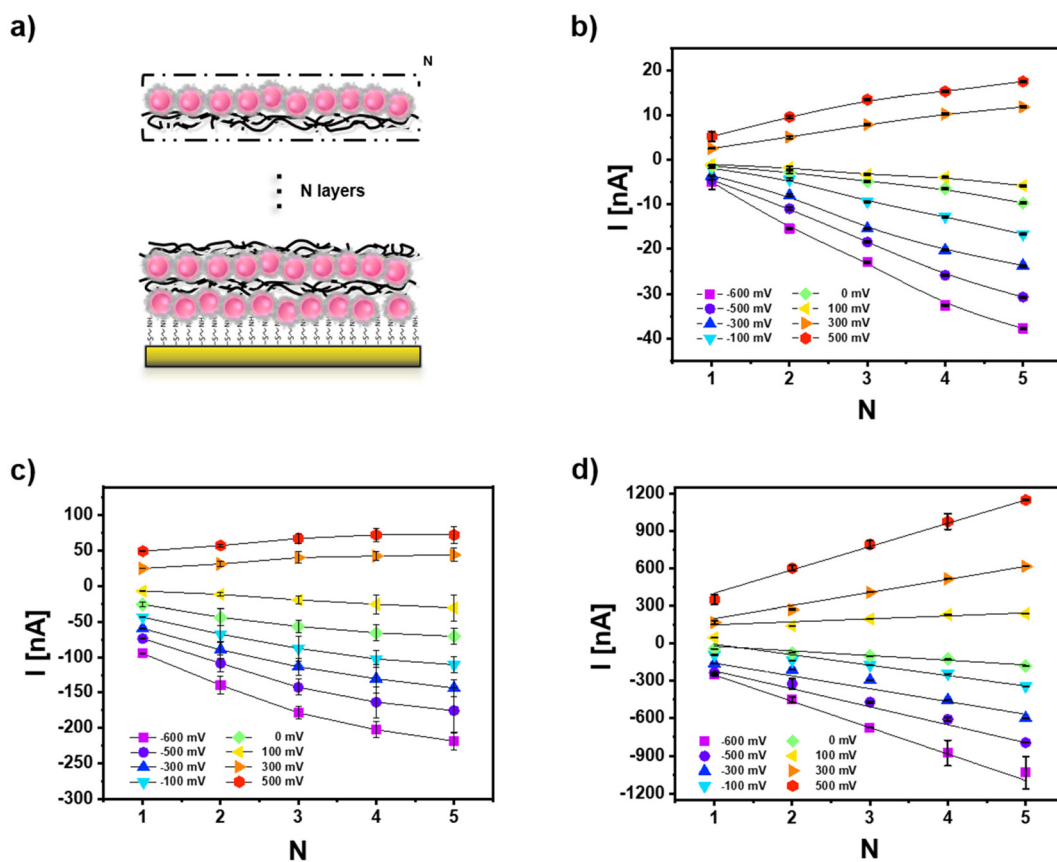 a)
N
N layers
-S~NH-
b)
20
10
0
-10
-20
-30
-40
I [nA]
-600 mV 0 mV
-500 mV 100 mV
-300 mV 300 mV
-100 mV 500 mV
1 2 3 4 5
N
c)
100
50
0
-50
-100
-150
-200
-250
-300
I [nA]
-600 mV 0 mV
-500 mV 100 mV
-300 mV 300 mV
-100 mV 500 mV
1 2 3 4 5
N
d)
1200
900
600
300
0
-300
-600
-900
-1200
I [nA]
-600 mV 0 mV
-500 mV 100 mV
-300 mV 300 mV
-100 mV 500 mV
1 2 3 4 5
N